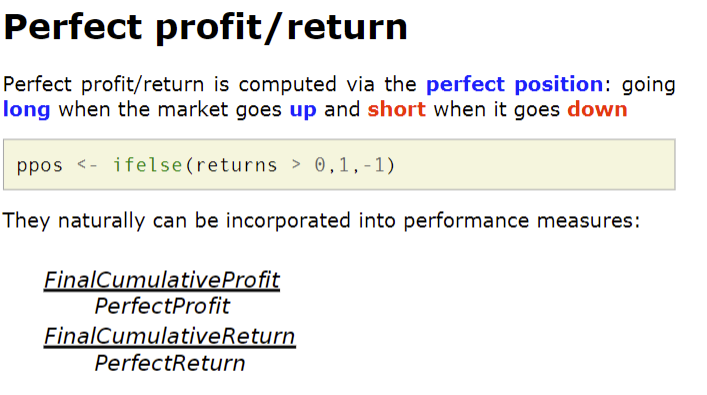 Perfect profit/return
Perfect profit/return is computed via the perfect position: going
long when the market goes up and short when it goes down
ppos <- ifelse(returns > 0,1,-1)
They naturally can be incorporated into performance measures:
FinalCumulativeProfit
PerfectProfit
FinalCumulativeReturn
PerfectReturn